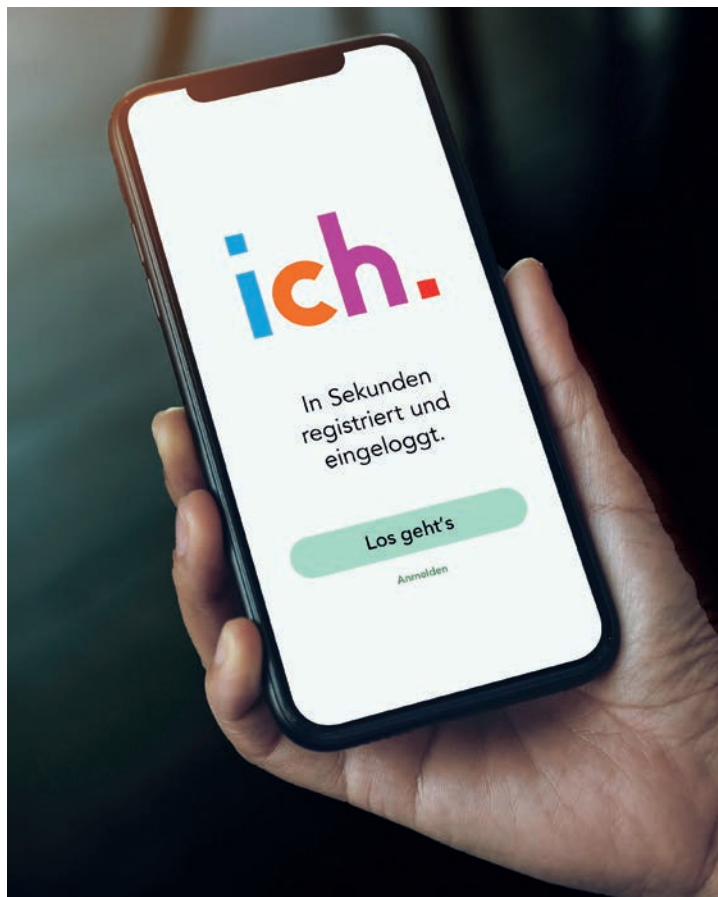 ich.
In Sekunden
registriert und
eingeloggt.
Los geht's
Anmelden